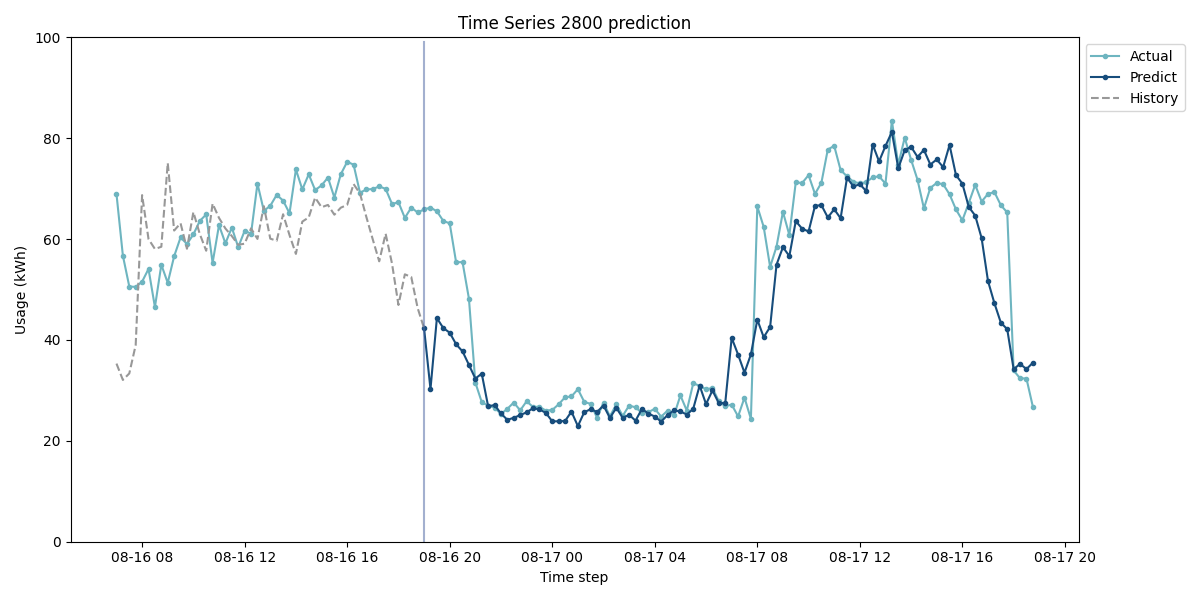 Time Series 2800 prediction
Usage (kWh)
100
80
60
40
20
0
08-16 08
08-16 12
08-16 16
08-16 20
08-17 00
08-17 04
08-17 08
08-17 12
08-17 16
08-17 20
Time step
Actual
Predict
History